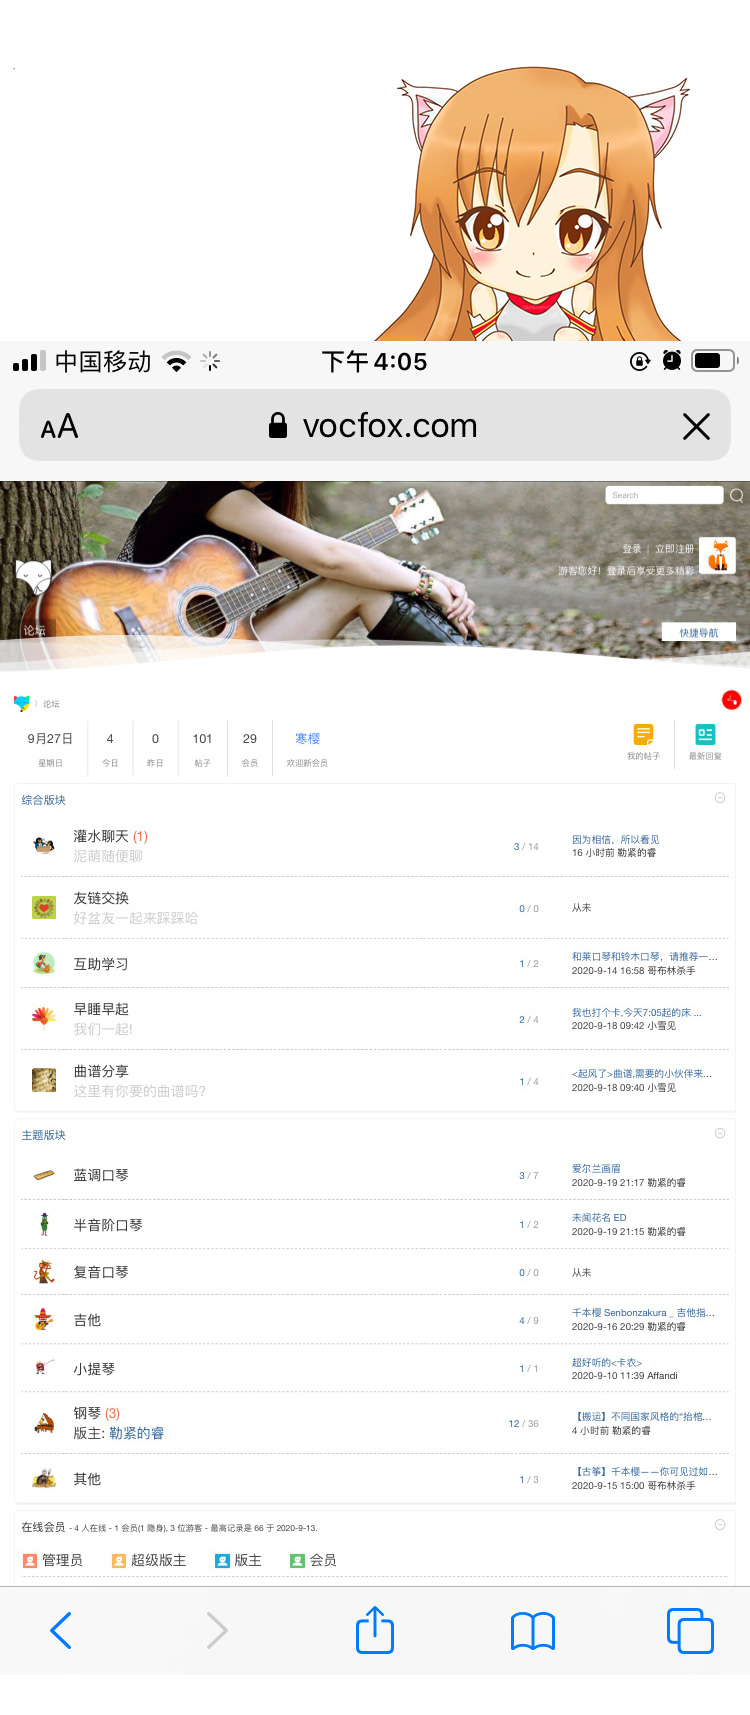 中国移动
下午4:05
AA
vocfox.com
Search
登录 | 立即注册
游客您好！登录后享受更多精彩
论坛
快捷导航
〉论坛
9月27日 4 0 101 29 寒樱
星期日 今日 昨日 帖子 会员 欢迎新会员
我的帖子 最新回复
综合版块
灌水聊天 (1)
泥萌随便聊
3 / 14
因为相信，所以看见
16 小时前 勒紧的睿
友链交换
好盆友一起来踩踩哈
0 / 0
从未
互助学习
1 / 2
和莱口琴和铃木口琴，请推荐一...
2020-9-14 16:58 哥布林杀手
早睡早起
我们一起!
2 / 4
我也打个卡,今天7:05起的床 ...
2020-9-18 09:42 小雪见
曲谱分享
这里有你要的曲谱吗?
1 / 4
<起风了>曲谱,需要的小伙伴来...
2020-9-18 09:40 小雪见
主题版块
蓝调口琴
3 / 7
爱尔兰画眉
2020-9-19 21:17 勒紧的睿
半音阶口琴
1 / 2
未闻花名 ED
2020-9-19 21:15 勒紧的睿
复音口琴
0 / 0
从未
吉他
4 / 9
千本樱 Senbonzakura _ 吉他指...
2020-9-16 20:29 勒紧的睿
小提琴
1 / 1
超好听的<卡农>
2020-9-10 11:39 Affandi
钢琴 (3)
版主: 勒紧的睿
12 / 36
【搬运】不同国家风格的"抬棺...
4 小时前 勒紧的睿
其他
1 / 3
【古筝】千本樱——你可见过如...
2020-9-15 15:00 哥布林杀手
在线会员 - 4 人在线 - 1 会员(1 隐身), 3 位游客 - 最高记录是 66 于 2020-9-13.
管理员 超级版主 版主 会员